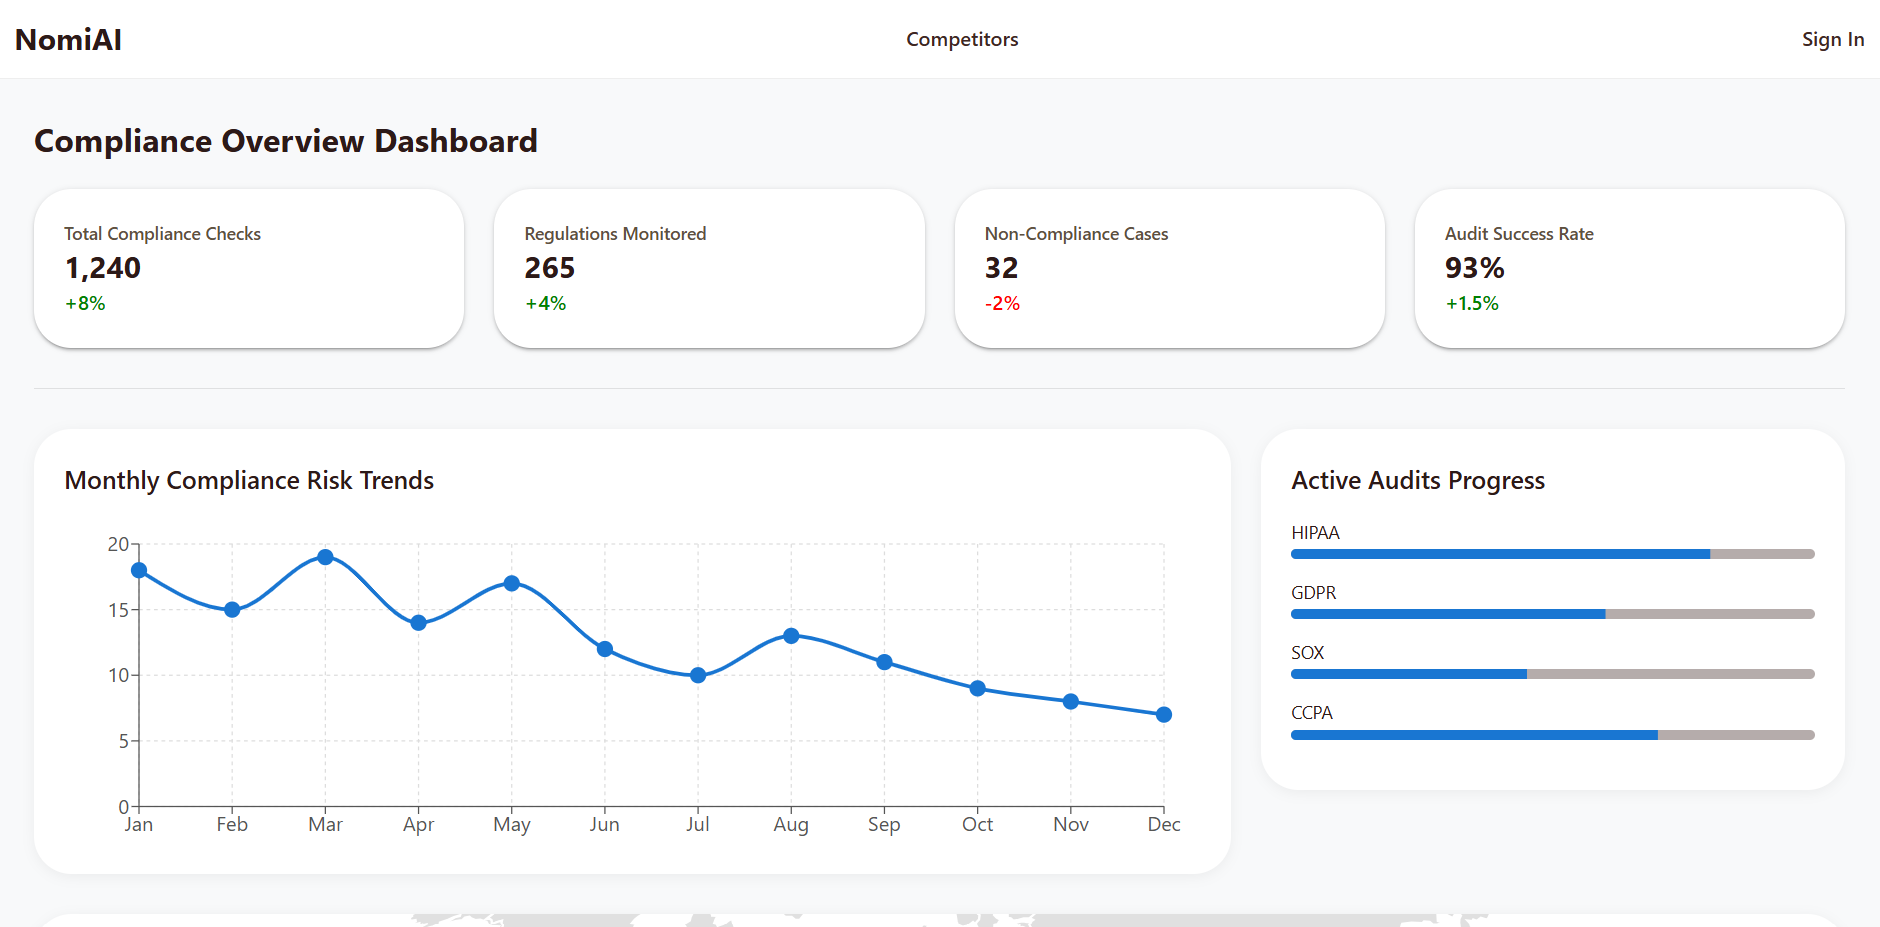 NomiAI
Competitors
Sign In
Compliance Overview Dashboard
Total Compliance Checks
1,240
+8%
Regulations Monitored
265
+4%
Non-Compliance Cases
32
-2%
Audit Success Rate
93%
+1.5%
Monthly Compliance Risk Trends
20
15
10
5
0
Jan Feb Mar Apr May Jun Jul Aug Sep Oct Nov Dec
Active Audits Progress
HIPAA
GDPR
SOX
CCPA